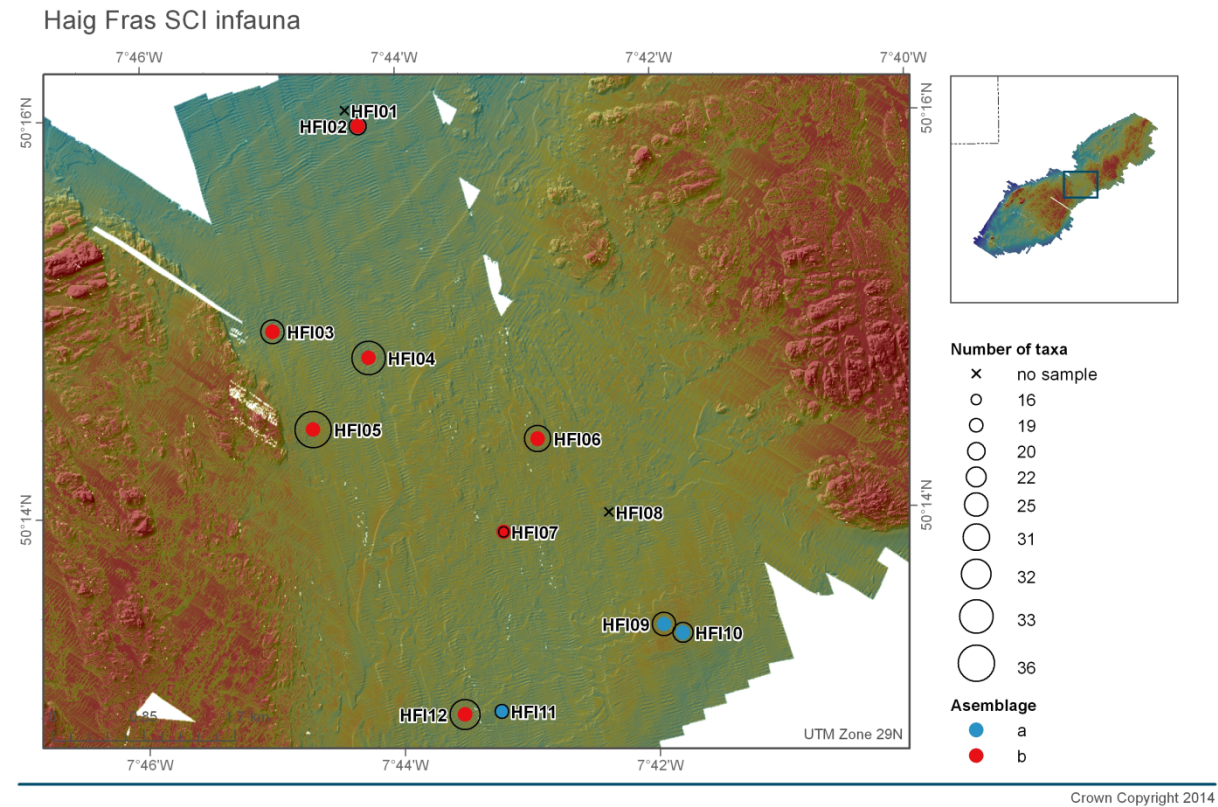 Haig Fras SCI infauna
7°46'W
7°44'W
7°42'W
7°40'W
50°16'N
50°16'N
HFI01
HFI02
HFI03
HFI04
HFI05
HFI06
HFI07
HFI08
50°14'N
50°14'N
HFI09
HFI10
HFI11
HFI12
UTM Zone 29N
7°46'W
7°44'W
7°42'W
Number of taxa
no sample
16
19
20
22
25
31
32
33
36
Asemblage
a
b
Crown Copyright 2014